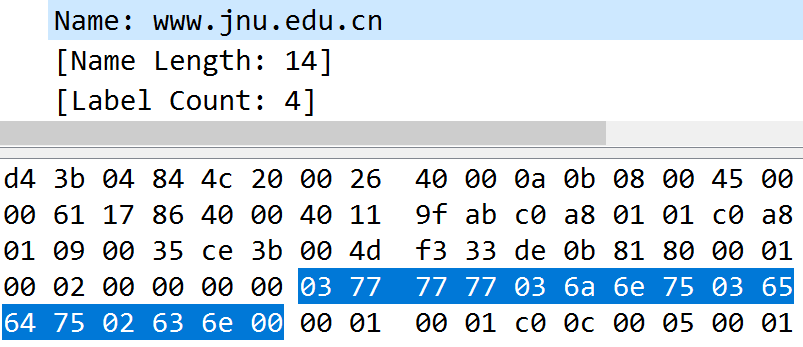 Name: www.jnu.edu.cn
[Name Length: 14]
[Label Count: 4]
d4 3b 04 84 4c 20 00 26 40 00 0a 0b 08 00 45 00
00 61 17 86 40 00 40 11 9f ab c0 a8 01 01 c0 a8
01 09 00 35 ce 3b 00 4d f3 33 de 0b 81 80 00 01
00 02 00 00 00 00 03 77 77 77 03 6a 6e 75 03 65
64 75 02 63 6e 00 00 01 00 01 c0 0c 00 05 00 01